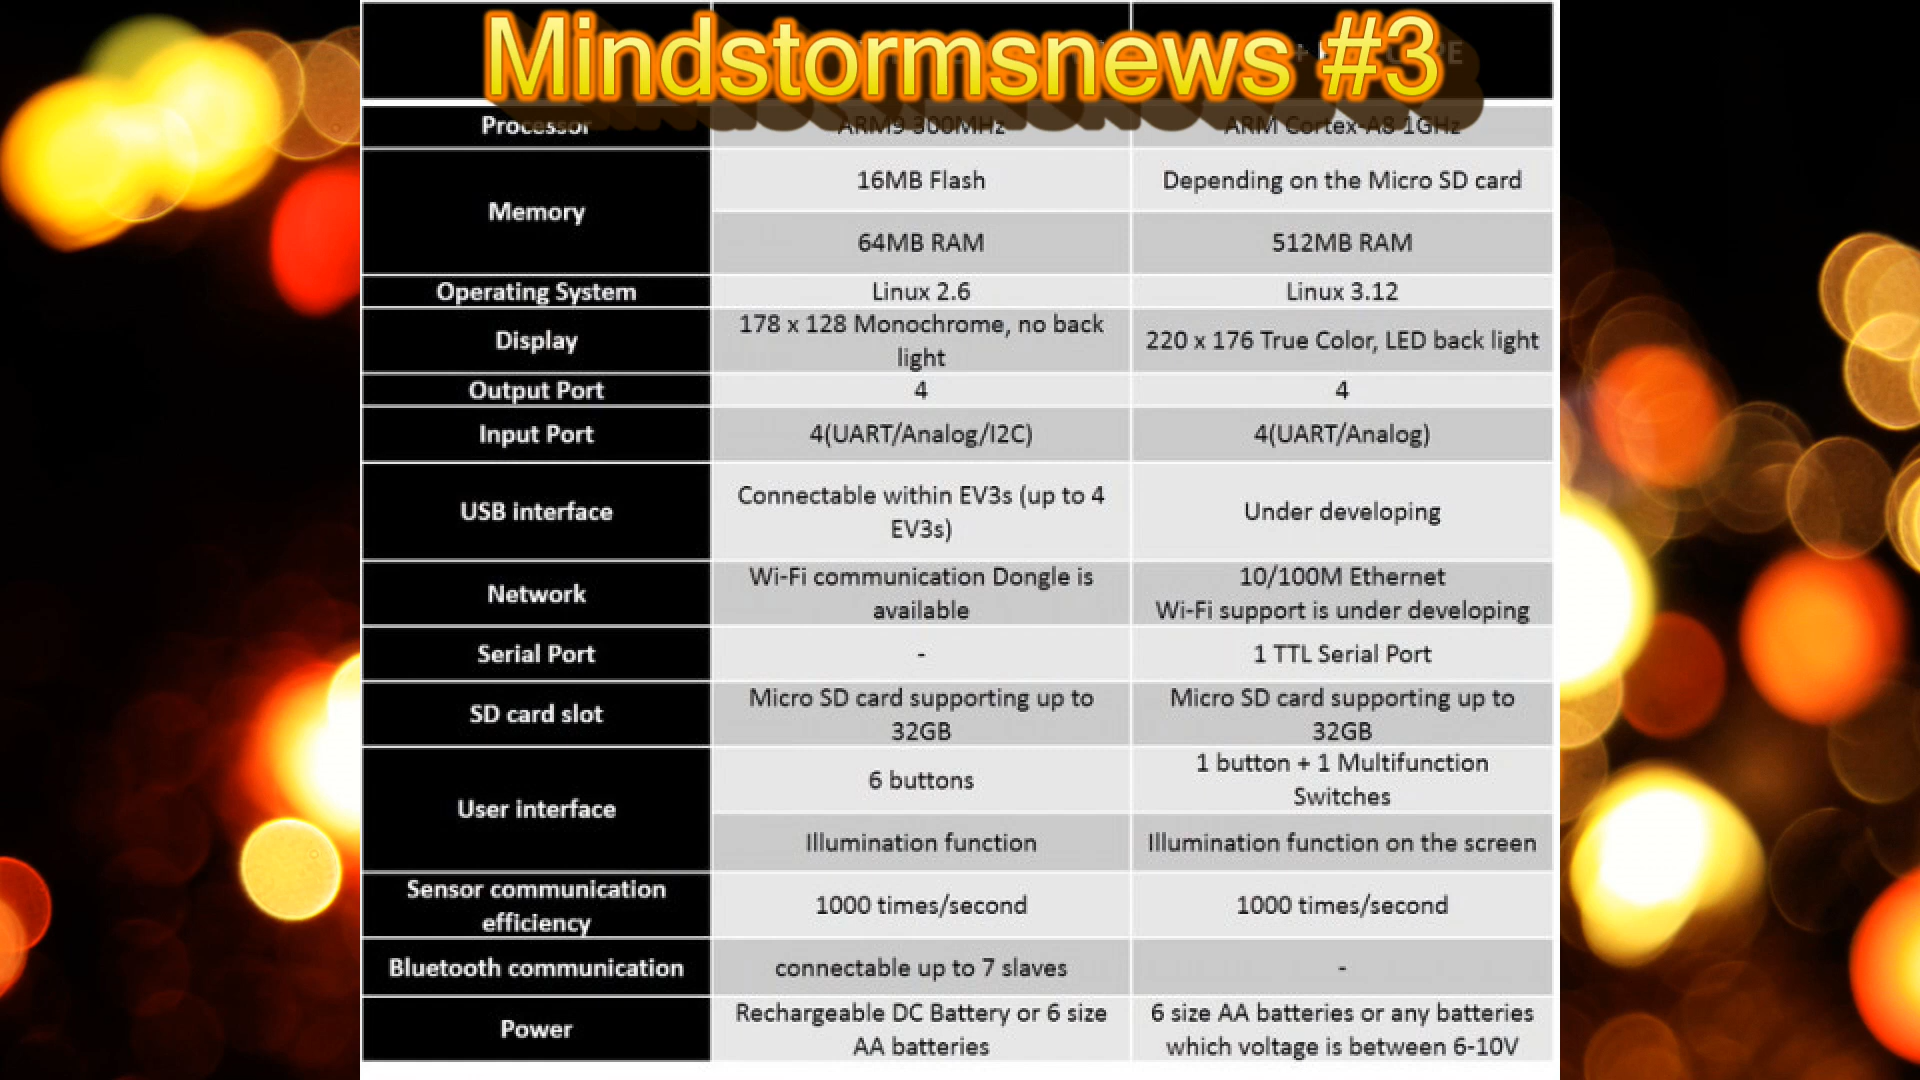 Mindstormsnews #3
Processor ARM9 300MHz ARM Cortex-A8 1GHz
Memory
16MB Flash Depending on the Micro SD card
64MB RAM 512MB RAM
Operating System Linux 2.6 Linux 3.12
Display
178 x 128 Monochrome, no back
light
220 x 176 True Color, LED back light
Output Port 4 4
Input Port 4(UART/Analog/I2C) 4(UART/Analog)
USB interface
Connectable within EV3s (up to 4
EV3s)
Under developing
Network
Wi-Fi communication Dongle is
available
10/100M Ethernet
Wi-Fi support is under developing
Serial Port - 1 TTL Serial Port
SD card slot
Micro SD card supporting up to
32GB
Micro SD card supporting up to
32GB
User interface
6 buttons
1 button + 1 Multifunction
Switches
Illumination function Illumination function on the screen
Sensor communication
efficiency
1000 times/second 1000 times/second
Bluetooth communication connectable up to 7 slaves -
Power
Rechargeable DC Battery or 6 size
AA batteries
6 size AA batteries or any batteries
which voltage is between 6-10V